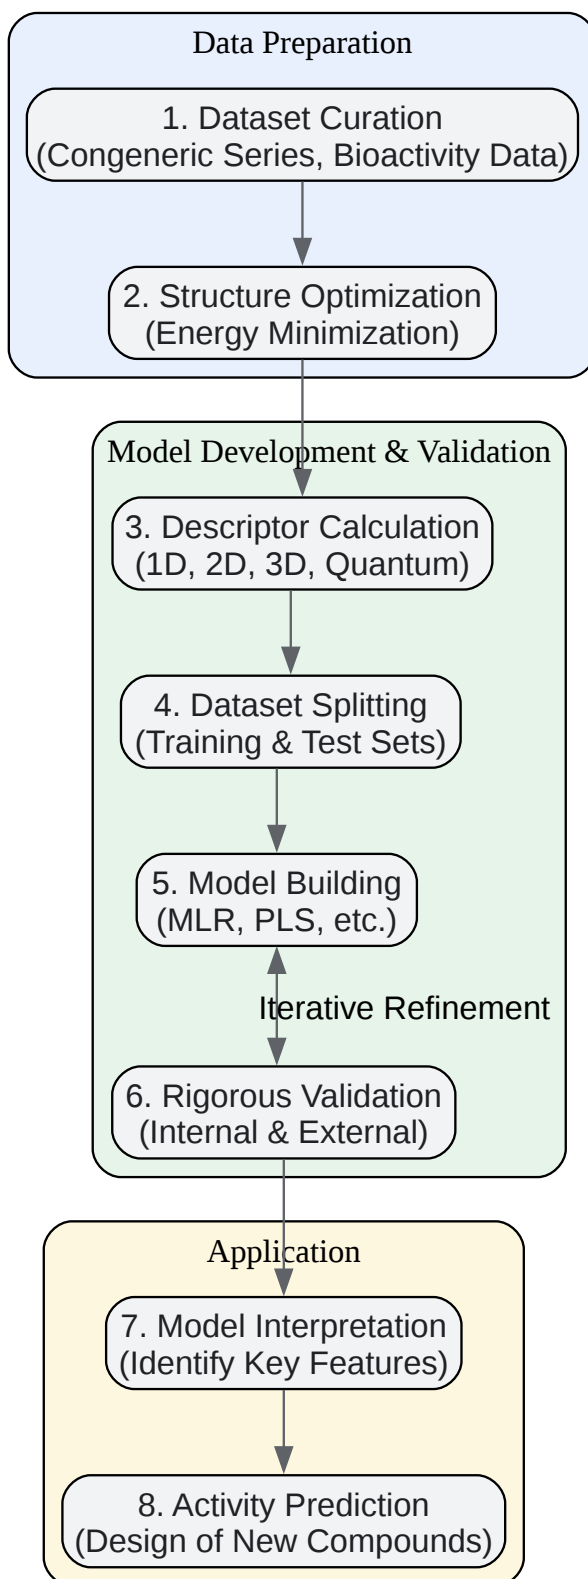 Data Preparation
1. Dataset Curation
(Congeneric Series, Bioactivity Data)
2. Structure Optimization
(Energy Minimization)
Model Development & Validation
3. Descriptor Calculation
(1D, 2D, 3D, Quantum)
4. Dataset Splitting
(Training & Test Sets)
5. Model Building
(MLR, PLS, etc.)
Iterative Refinement
6. Rigorous Validation
(Internal & External)
Application
7. Model Interpretation
(Identify Key Features)
8. Activity Prediction
(Design of New Compounds)